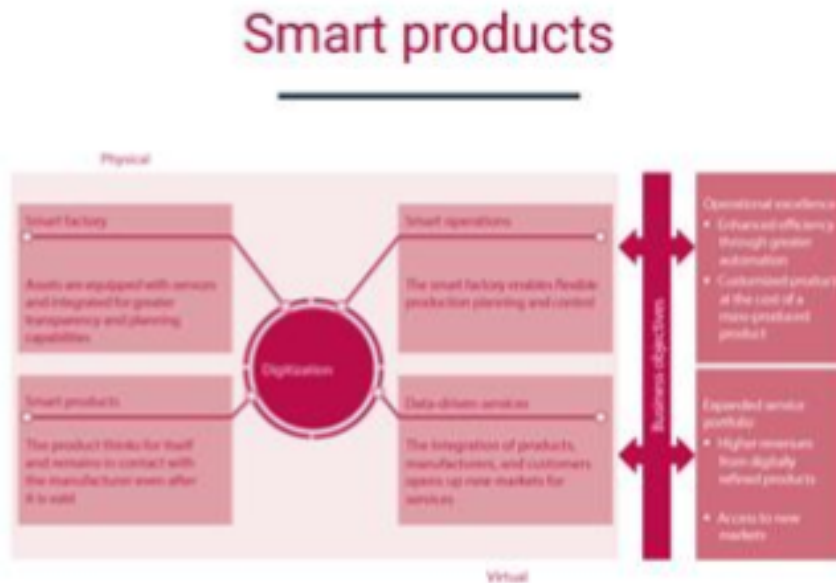 Smart products
Physical
Smart factory
Assets are equipped with sensors
and integrated for greater
transparency and planning
capabilities
Smart operations
The smart factory enables flexible
production planning and control
Digitization
Smart products
The product thinks for itself
and remains in contact with
the manufacturer even after
it is sold
Data-driven services
The integration of products,
manufacturers, and customers
opens up new markets for
services
Virtual
Business objectives
Operational excellence
• Enhanced efficiency
through greater
automation
• Customized product
at the cost of a
mass-produced
product
Expanded service
portfolio
• Higher revenues
from digitally
refined products
• Access to new
markets